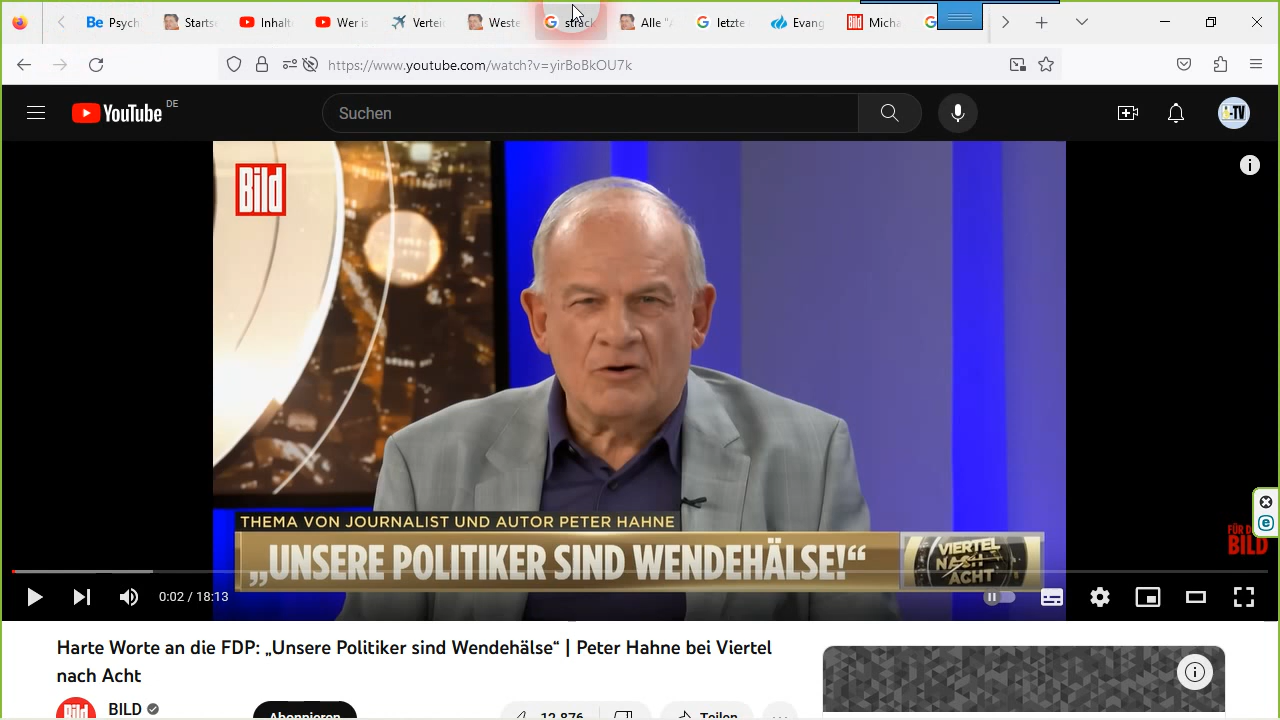 Psych
Starts
Inhalt
Wer is
Vertei
Weste
strack
Alle "A
letzte
Evang
Micha
https://www.youtube.com/watch?v=yirBoBkOU7k
YouTube DE
Suchen
Bild
THEMA VON JOURNALIST UND AUTOR PETER HAHNE
„UNSERE POLITIKER SIND WENDEHÄLSE!“
VIERTEL
NACH
ACHT
BILD
0:02 / 18:13
Harte Worte an die FDP: „Unsere Politiker sind Wendehälse“ | Peter Hahne bei Viertel
nach Acht
BILD
Abonnieren
12.876
Teilen